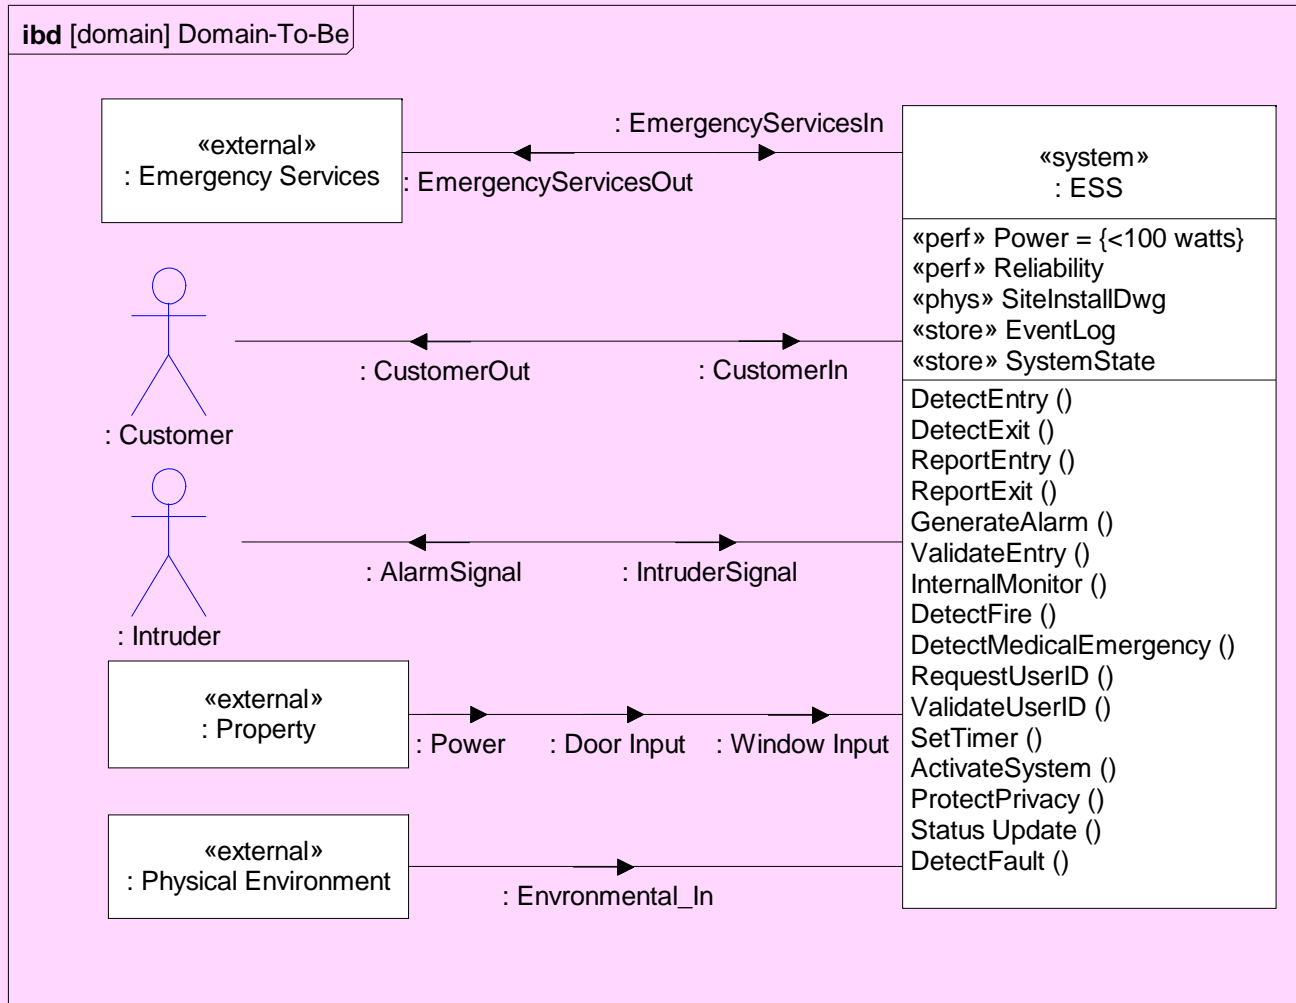 ibd [domain] Domain-To-Be
«external»
: Emergency Services
: EmergencyServicesIn
: EmergencyServicesOut
«system»
: ESS
«perf» Power = {<100 watts}
«perf» Reliability
«phys» SiteInstallDwg
«store» EventLog
«store» SystemState
: CustomerOut
: CustomerIn
: Customer
DetectEntry ()
DetectExit ()
ReportEntry ()
ReportExit ()
GenerateAlarm ()
ValidateEntry ()
InternalMonitor ()
DetectFire ()
DetectMedicalEmergency ()
RequestUserID ()
ValidateUserID ()
SetTimer ()
ActivateSystem ()
ProtectPrivacy ()
Status Update ()
DetectFault ()
: AlarmSignal
: IntruderSignal
: Intruder
«external»
: Property
: Power
: Door Input
: Window Input
«external»
: Physical Environment
: Envronmental_In